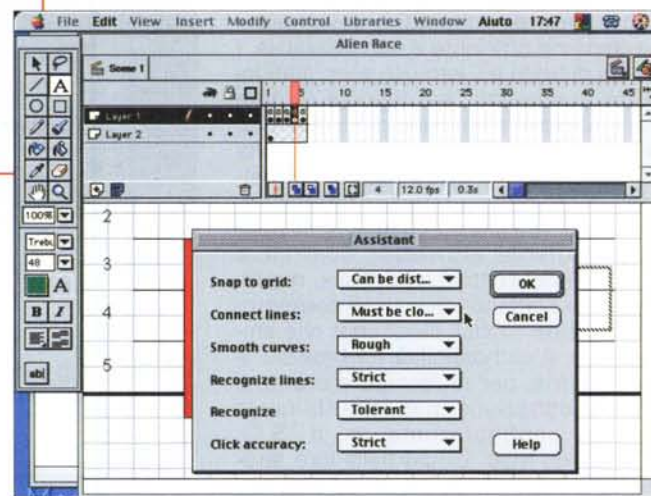 File Edit View Insert Modify Control Libraries Window Aiuto 17:47
Alien Race
Scene 1
1 5 10 15 20 25 30 35 40 45
Layer 1
Layer 2
4 12.0 fps 0.3s
100%
Treb
48
A
B I
abl
2
3
4
5
Assistant
Snap to grid: Can be dist... OK
Connect lines: Must be clo... Cancel
Smooth curves: Rough
Recognize lines: Strict
Recognize Tolerant
Click accuracy: Strict Help